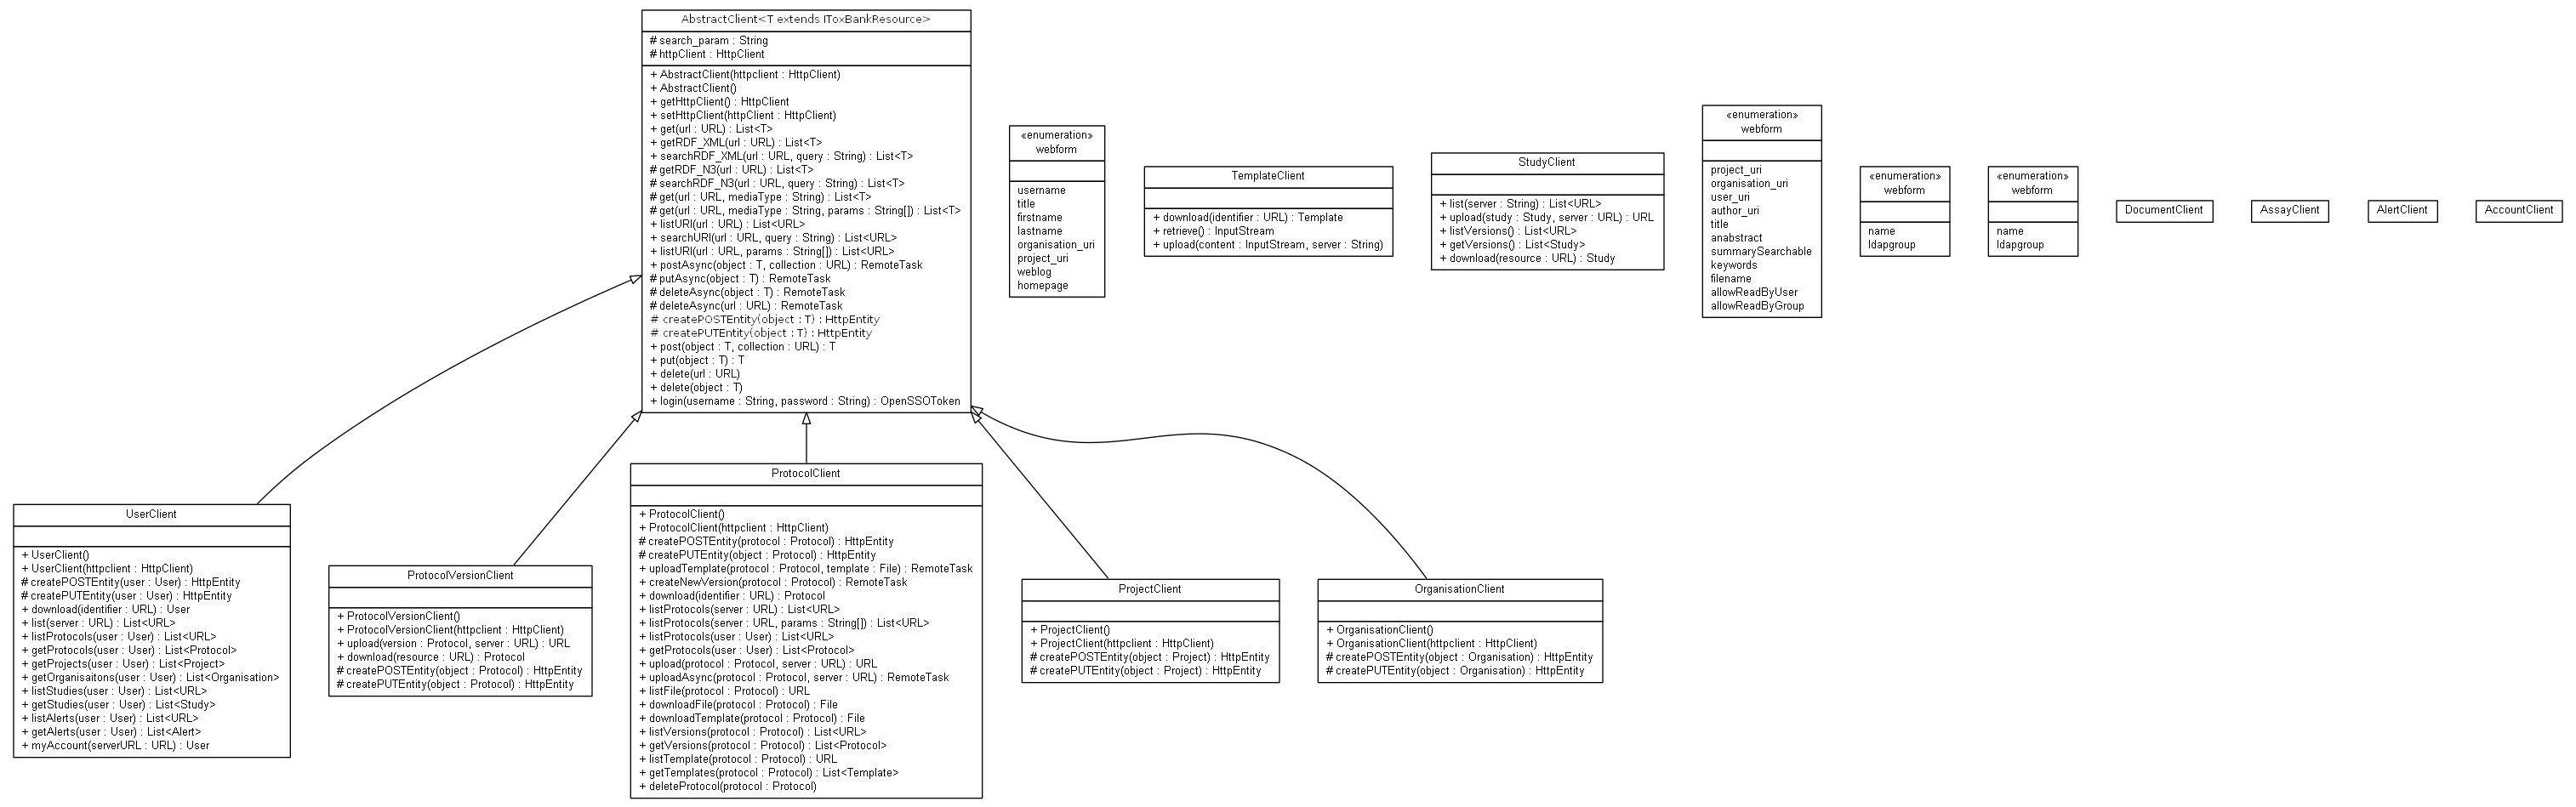 AbstractClient<T extends IToxBankResource>
# search_param : String
# httpClient : HttpClient
+ AbstractClient(httpclient : HttpClient)
+ AbstractClient()
+ getHttpClient() : HttpClient
+ setHttpClient(httpClient : HttpClient)
+ get(url : URL) : List<T>
+ getRDF_XML(url : URL) : List<T>
+ searchRDF_XML(url : URL, query : String) : List<T>
# getRDF_N3(url : URL) : List<T>
# searchRDF_N3(url : URL, query : String) : List<T>
# get(url : URL, mediaType : String) : List<T>
# get(url : URL, mediaType : String, params : String[]) : List<T>
+ listURI(url : URL) : List<URL>
+ searchURI(url : URL, query : String) : List<URL>
+ listURI(url : URL, params : String[]) : List<URL>
+ postAsync(object : T, collection : URL) : RemoteTask
# putAsync(object : T) : RemoteTask
# deleteAsync(object : T) : RemoteTask
# deleteAsync(url : URL) : RemoteTask
# createPOSTEntity(object : T) : HttpEntity
# createPUTEntity(object : T) : HttpEntity
+ post(object : T, collection : URL) : T
+ put(object : T) : T
+ delete(url : URL)
+ delete(object : T)
+ login(username : String, password : String) : OpenSSOToken
«enumeration»
webform
username
title
firstname
lastname
organisation_uri
project_uri
weblog
homepage
TemplateClient
+ download(identifier : URL) : Template
+ retrieve() : InputStream
+ upload(content : InputStream, server : String)
StudyClient
+ list(server : String) : List<URL>
+ upload(study : Study, server : URL) : URL
+ listVersions() : List<URL>
+ getVersions() : List<Study>
+ download(resource : URL) : Study
«enumeration»
webform
project_uri
organisation_uri
user_uri
author_uri
title
anabstract
summarySearchable
keywords
filename
allowReadByUser
allowReadByGroup
«enumeration»
webform
name
ldapgroup
«enumeration»
webform
name
ldapgroup
DocumentClient
AssayClient
AlertClient
AccountClient
UserClient
+ UserClient()
+ UserClient(httpclient : HttpClient)
# createPOSTEntity(user : User) : HttpEntity
# createPUTEntity(user : User) : HttpEntity
+ download(identifier : URL) : User
+ list(server : URL) : List<URL>
+ listProtocols(user : User) : List<URL>
+ getProtocols(user : User) : List<Protocol>
+ getProjects(user : User) : List<Project>
+ getOrganisaitons(user : User) : List<Organisation>
+ listStudies(user : User) : List<URL>
+ getStudies(user : User) : List<Study>
+ listAlerts(user : User) : List<URL>
+ getAlerts(user : User) : List<Alert>
+ myAccount(serverURL : URL) : User
ProtocolVersionClient
+ ProtocolVersionClient()
+ ProtocolVersionClient(httpclient : HttpClient)
+ upload(version : Protocol, server : URL) : URL
+ download(resource : URL) : Protocol
# createPOSTEntity(object : Protocol) : HttpEntity
# createPUTEntity(object : Protocol) : HttpEntity
ProtocolClient
+ ProtocolClient()
+ ProtocolClient(httpclient : HttpClient)
# createPOSTEntity(protocol : Protocol) : HttpEntity
# createPUTEntity(object : Protocol) : HttpEntity
+ uploadTemplate(protocol : Protocol, template : File) : RemoteTask
+ createNewVersion(protocol : Protocol) : RemoteTask
+ download(identifier : URL) : Protocol
+ listProtocols(server : URL) : List<URL>
+ listProtocols(server : URL, params : String[]) : List<URL>
+ listProtocols(user : User) : List<URL>
+ getProtocols(user : User) : List<Protocol>
+ upload(protocol : Protocol, server : URL) : URL
+ uploadAsync(protocol : Protocol, server : URL) : RemoteTask
+ listFile(protocol : Protocol) : URL
+ downloadFile(protocol : Protocol) : File
+ downloadTemplate(protocol : Protocol) : File
+ listVersions(protocol : Protocol) : List<URL>
+ getVersions(protocol : Protocol) : List<Protocol>
+ listTemplate(protocol : Protocol) : URL
+ getTemplates(protocol : Protocol) : List<Template>
+ deleteProtocol(protocol : Protocol)
ProjectClient
+ ProjectClient()
+ ProjectClient(httpclient : HttpClient)
# createPOSTEntity(object : Project) : HttpEntity
# createPUTEntity(object : Project) : HttpEntity
OrganisationClient
+ OrganisationClient()
+ OrganisationClient(httpclient : HttpClient)
# createPOSTEntity(object : Organisation) : HttpEntity
# createPUTEntity(object : Organisation) : HttpEntity